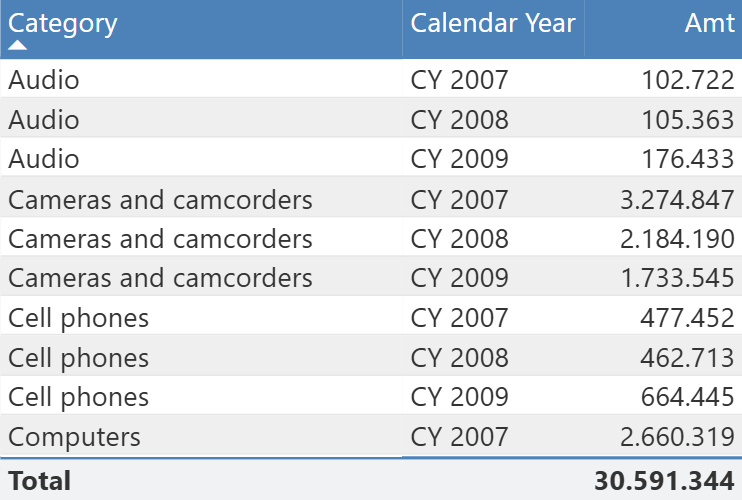 Category Calendar Year Amt
Audio CY 2007 102.722
Audio CY 2008 105.363
Audio CY 2009 176.433
Cameras and camcorders CY 2007 3.274.847
Cameras and camcorders CY 2008 2.184.190
Cameras and camcorders CY 2009 1.733.545
Cell phones CY 2007 477.452
Cell phones CY 2008 462.713
Cell phones CY 2009 664.445
Computers CY 2007 2.660.319
Total 30.591.344